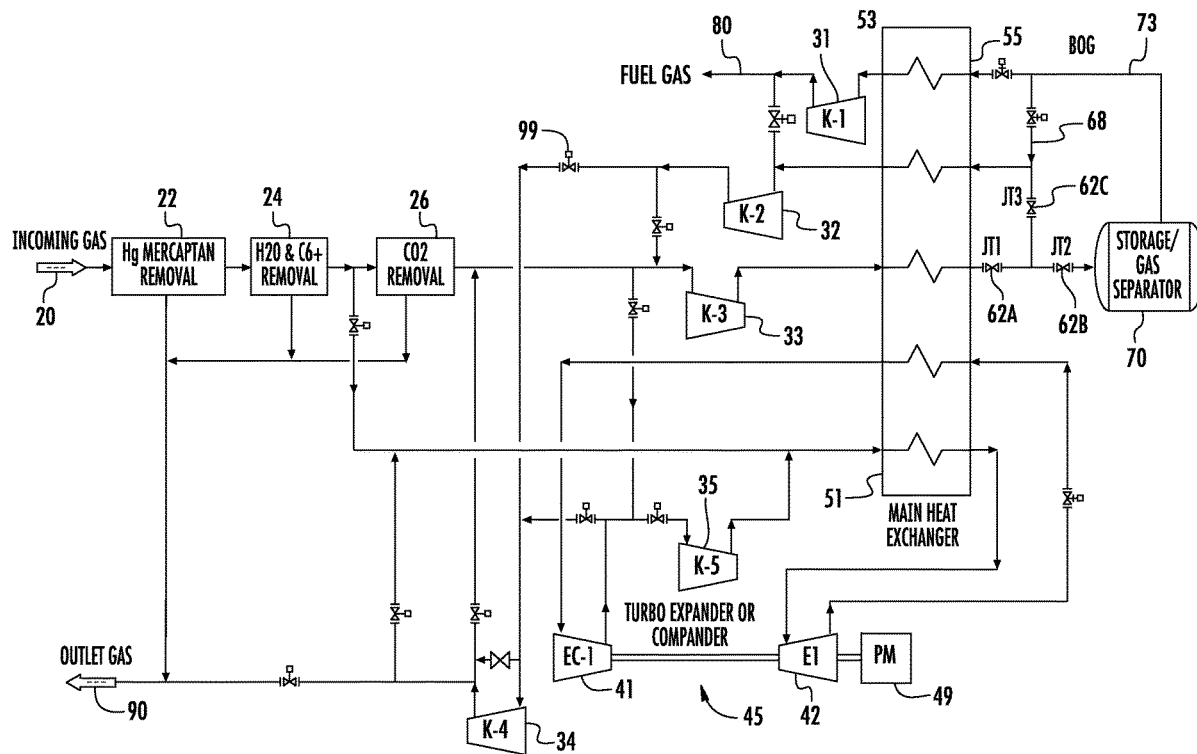 53
80
31
55
BOG
73
FUEL GAS
K-1
99
68
22
24
26
K-2
JT3
62C
32
INCOMING GAS
Hg MERCAPTAN
REMOVAL
H20 & C6+
REMOVAL
CO2
REMOVAL
JT1
JT2
STORAGE/
GAS
SEPARATOR
20
K-3
33
62A
62B
70
35
51
MAIN HEAT
EXCHANGER
K-5
TURBO EXPANDER OR
COMPANDER
OUTLET GAS
EC-1
E1
PM
90
41
45
42
49
K-4
34